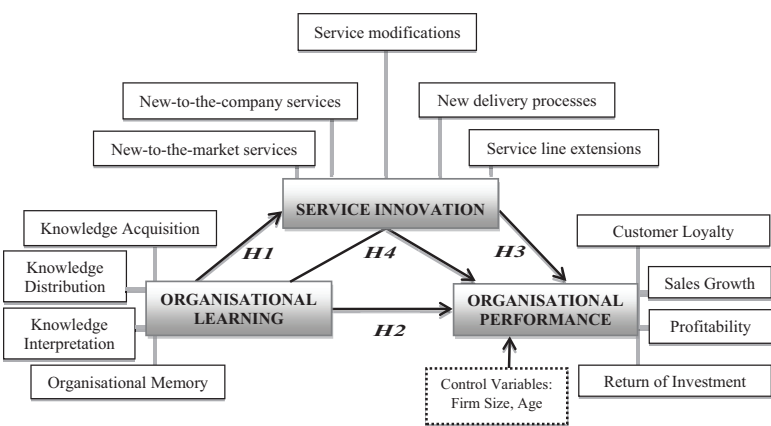 Service modifications
New-to-the-company services
New delivery processes
New-to-the-market services
Service line extensions
SERVICE INNOVATION
Knowledge Acquisition
Customer Loyalty
H1
H4
H3
Knowledge
Distribution
Sales Growth
ORGANISATIONAL
LEARNING
ORGANISATIONAL
PERFORMANCE
Knowledge
Interpretation
Profitability
H2
Organisational Memory
Control Variables:
Firm Size, Age
Return of Investment